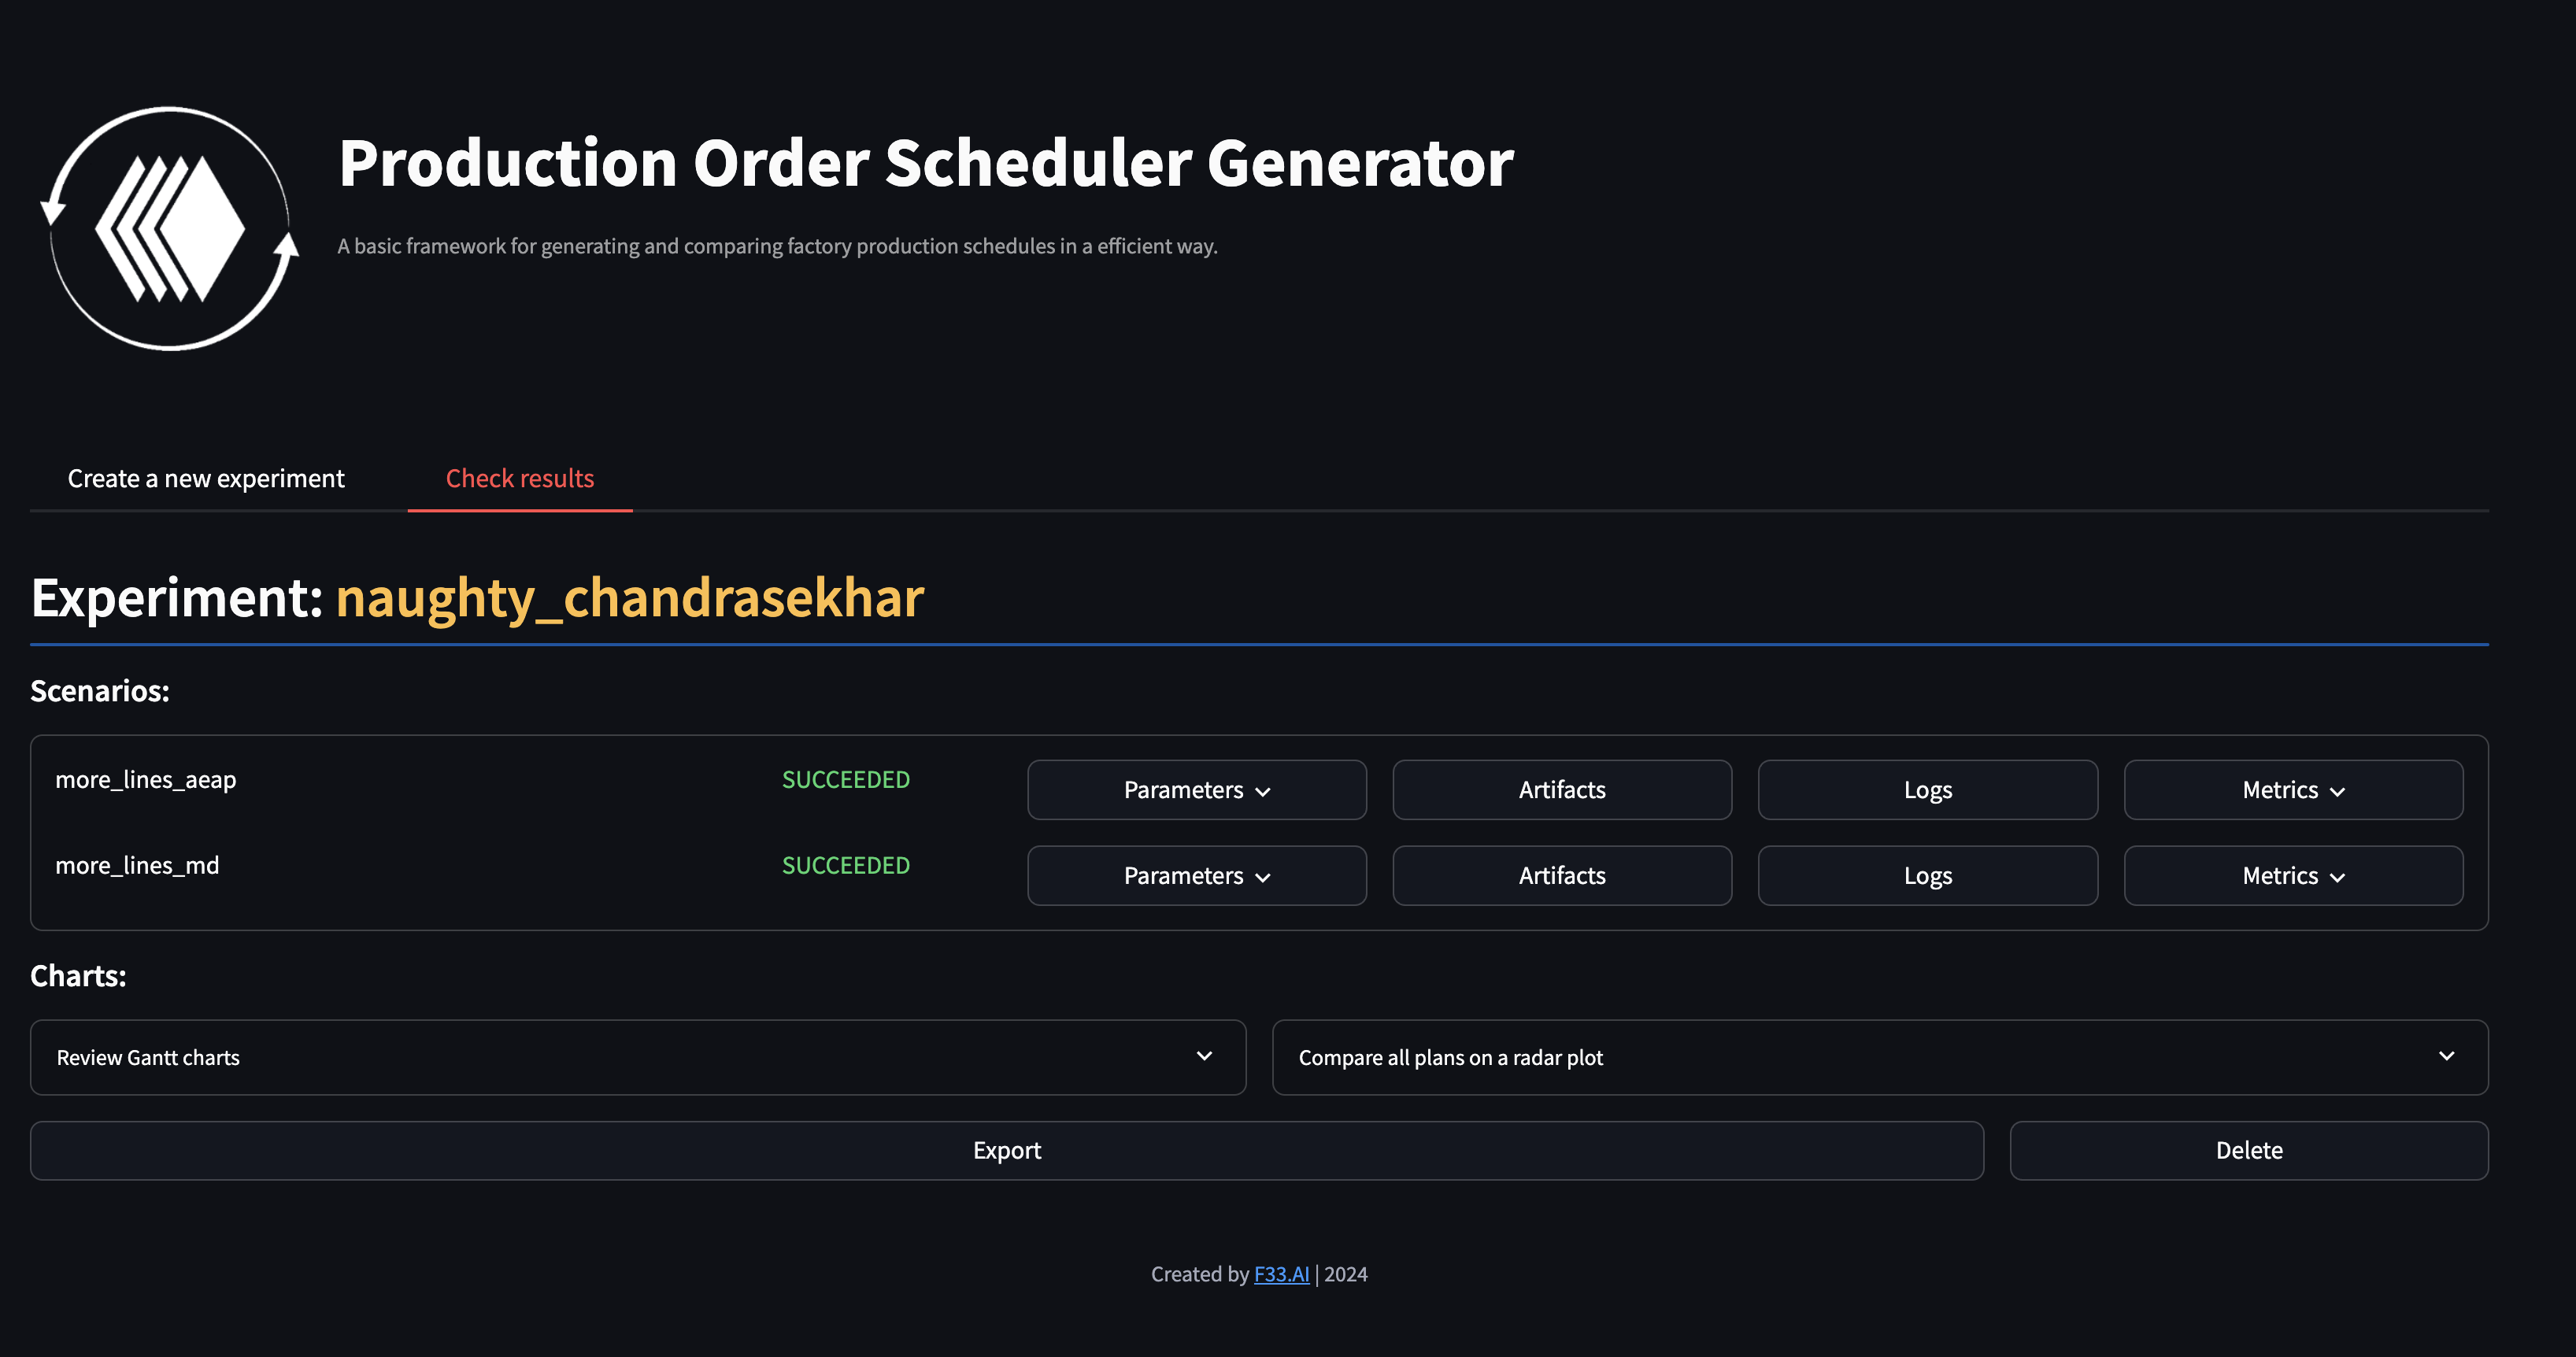 Production Order Scheduler Generator
A basic framework for generating and comparing factory production schedules in a efficient way.
Create a new experiment Check results
Experiment: naughty_chandrasekhar
Scenarios:
more_lines_aeap SUCCEEDED Parameters Artifacts Logs Metrics
more_lines_md SUCCEEDED Parameters Artifacts Logs Metrics
Charts:
Review Gantt charts Compare all plans on a radar plot
Export Delete
Created by F33.AI | 2024